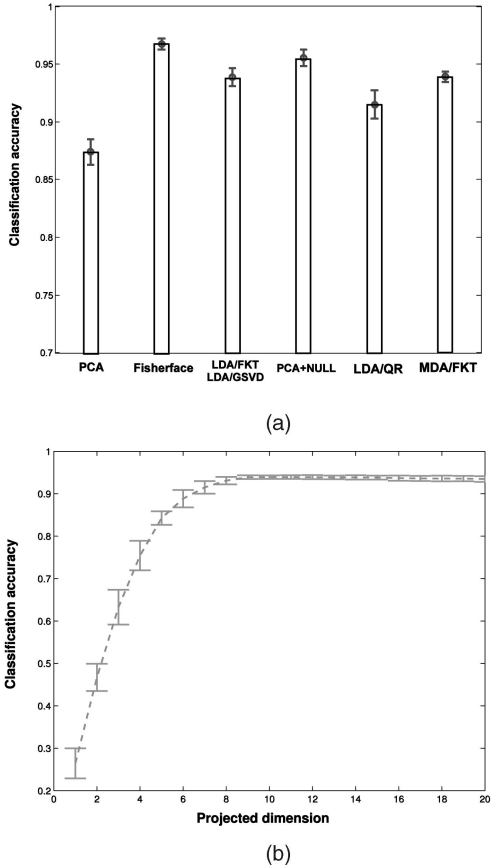 Classification accuracy
1
0.95
0.9
0.85
0.8
0.75
0.7
PCA
Fisherface
LDA/FKT
LDA/GSVD
PCA+NULL
LDA/QR
MDA/FKT
(a)
Classification accuracy
1
0.9
0.8
0.7
0.6
0.5
0.4
0.3
0.2
0 2 4 6 8 10 12 14 16 18 20
Projected dimension
(b)